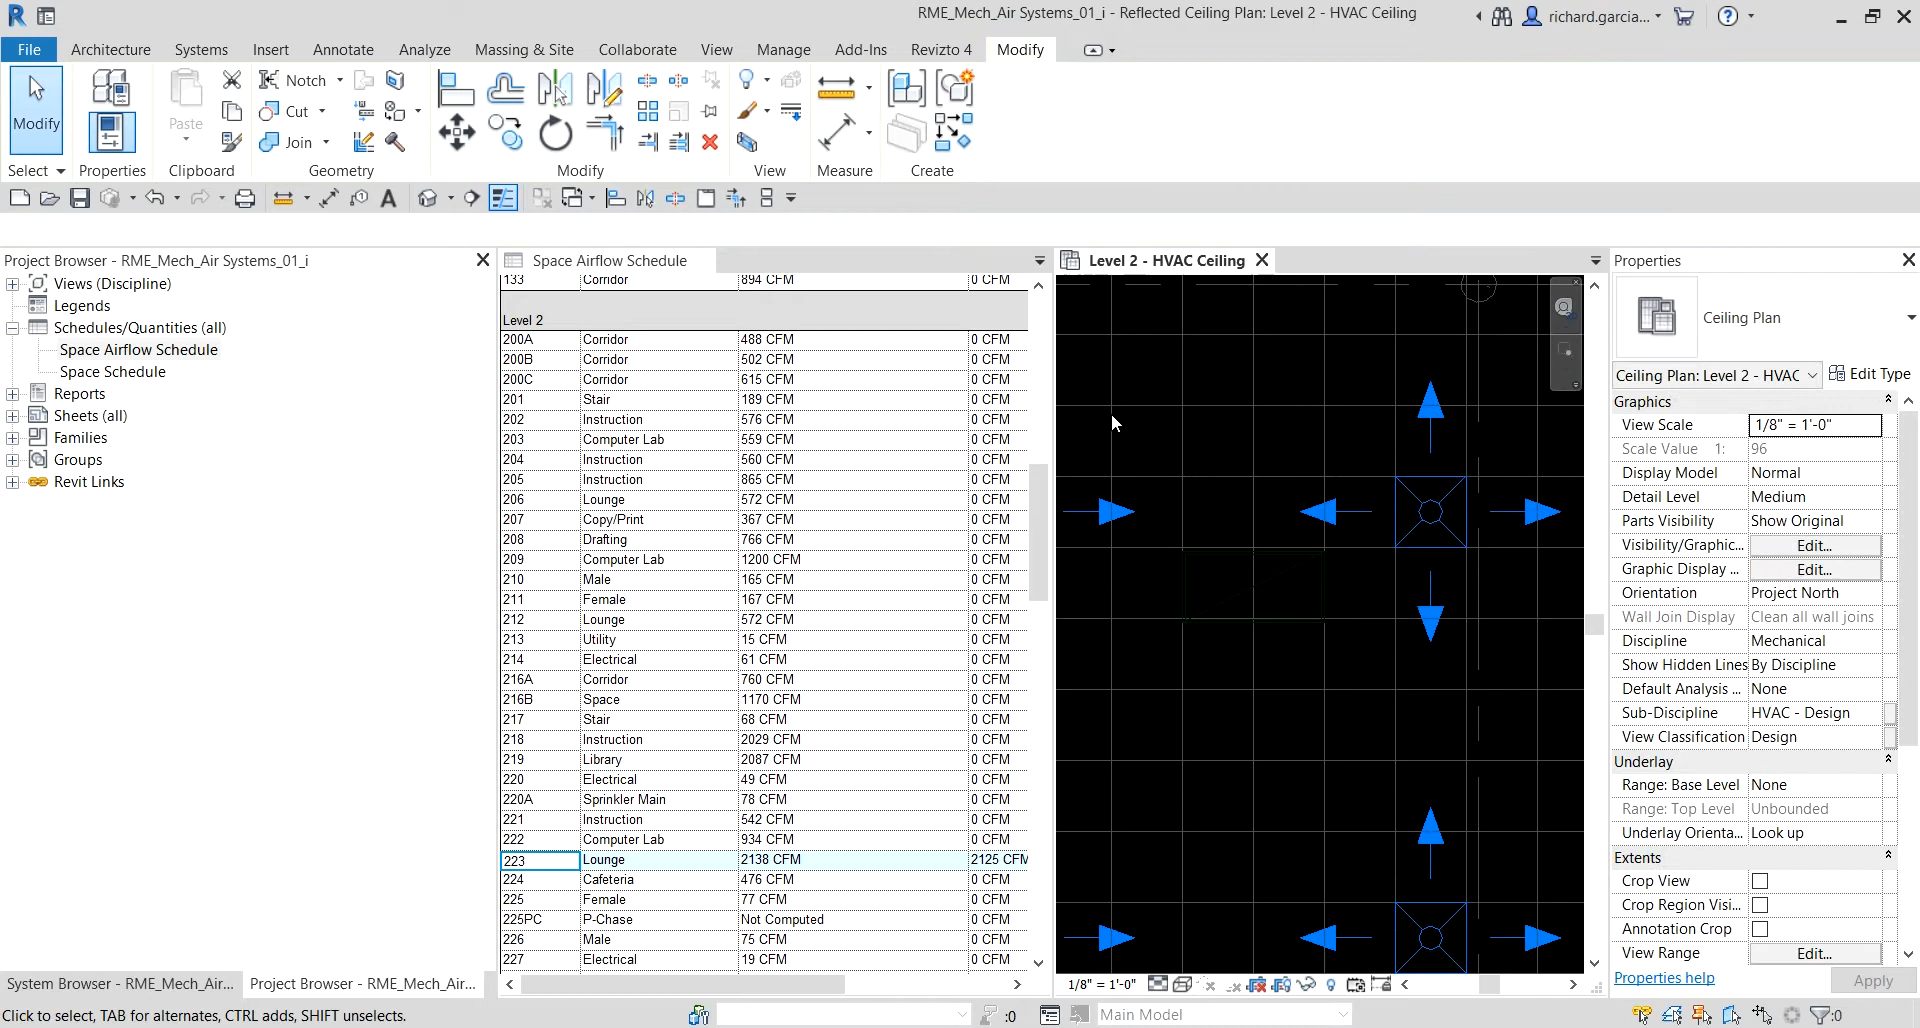 RME_Mech_Air Systems_01_i - Reflected Ceiling Plan: Level 2 - HVAC Ceiling
richard.garcia...
File Architecture Systems Insert Annotate Analyze Massing & Site Collaborate View Manage Add-Ins Revizto 4 Modify
Modify
Paste
Notch
Cut
Join
Select Properties Clipboard Geometry Modify View Measure Create
Project Browser - RME_Mech_Air Systems_01_i
Views (Discipline)
Legends
Schedules/Quantities (all)
Space Airflow Schedule
Space Schedule
Reports
Sheets (all)
Families
Groups
Revit Links
System Browser - RME_Mech_Air... Project Browser - RME_Mech_Air...
Space Airflow Schedule
133 Corridor 894 CFM 0 CFM
Level 2
200A Corridor 488 CFM 0 CFM
200B Corridor 502 CFM 0 CFM
200C Corridor 615 CFM 0 CFM
201 Stair 189 CFM 0 CFM
202 Instruction 576 CFM 0 CFM
203 Computer Lab 559 CFM 0 CFM
204 Instruction 560 CFM 0 CFM
205 Instruction 865 CFM 0 CFM
206 Lounge 572 CFM 0 CFM
207 Copy/Print 367 CFM 0 CFM
208 Drafting 766 CFM 0 CFM
209 Computer Lab 1200 CFM 0 CFM
210 Male 165 CFM 0 CFM
211 Female 167 CFM 0 CFM
212 Lounge 572 CFM 0 CFM
213 Utility 15 CFM 0 CFM
214 Electrical 61 CFM 0 CFM
216A Corridor 760 CFM 0 CFM
216B Space 1170 CFM 0 CFM
217 Stair 68 CFM 0 CFM
218 Instruction 2029 CFM 0 CFM
219 Library 2087 CFM 0 CFM
220 Electrical 49 CFM 0 CFM
220A Sprinkler Main 78 CFM 0 CFM
221 Instruction 542 CFM 0 CFM
222 Computer Lab 934 CFM 0 CFM
223 Lounge 2138 CFM 2125 CFM
224 Cafeteria 476 CFM 0 CFM
225 Female 77 CFM 0 CFM
225PC P-Chase Not Computed 0 CFM
226 Male 75 CFM 0 CFM
227 Electrical 19 CFM 0 CFM
Level 2 - HVAC Ceiling
1/8" = 1'-0"
Properties
Ceiling Plan
Ceiling Plan: Level 2 - HVAC Edit Type
Graphics
View Scale 1/8" = 1'-0"
Scale Value 1: 96
Display Model Normal
Detail Level Medium
Parts Visibility Show Original
Visibility/Graphic... Edit...
Graphic Display ... Edit...
Orientation Project North
Wall Join Display Clean all wall joins
Discipline Mechanical
Show Hidden Lines By Discipline
Default Analysis ... None
Sub-Discipline HVAC - Design
View Classification Design
Underlay
Range: Base Level None
Range: Top Level Unbounded
Underlay Orienta... Look up
Extents
Crop View
Crop Region Visi...
Annotation Crop
View Range Edit...
Properties help Apply
Click to select, TAB for alternates, CTRL adds, SHIFT unselects.
:0
Main Model
:0